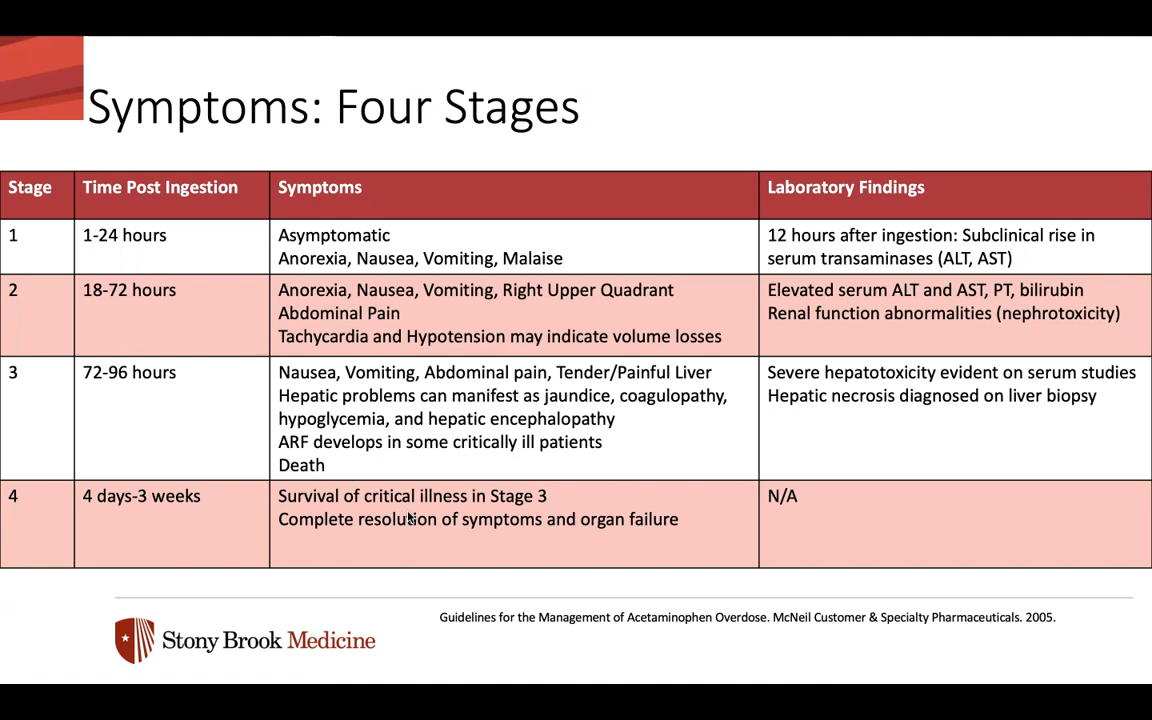 Symptoms: Four Stages
Stage
Time Post Ingestion
Symptoms
Laboratory Findings
1
1-24 hours
Asymptomatic
Anorexia, Nausea, Vomiting, Malaise
12 hours after ingestion: Subclinical rise in
serum transaminases (ALT, AST)
2
18-72 hours
Anorexia, Nausea, Vomiting, Right Upper Quadrant
Abdominal Pain
Tachycardia and Hypotension may indicate volume losses
Elevated serum ALT and AST, PT, bilirubin
Renal function abnormalities (nephrotoxicity)
3
72-96 hours
Nausea, Vomiting, Abdominal pain, Tender/Painful Liver
Hepatic problems can manifest as jaundice, coagulopathy,
hypoglycemia, and hepatic encephalopathy
ARF develops in some critically ill patients
Death
Severe hepatotoxicity evident on serum studies
Hepatic necrosis diagnosed on liver biopsy
4
4 days-3 weeks
Survival of critical illness in Stage 3
Complete resolution of symptoms and organ failure
N/A
Guidelines for the Management of Acetaminophen Overdose. McNeil Customer & Specialty Pharmaceuticals. 2005.
Stony Brook Medicine